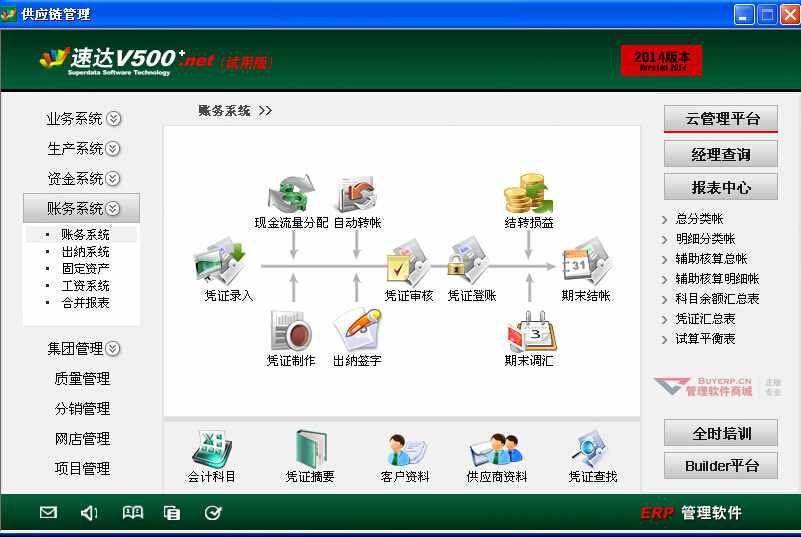 供应链管理
速达V500+.net (试用版)
Superdata Software Technology
2014版本
Version 2014
业务系统
生产系统
资金系统
账务系统
账务系统
出纳系统
固定资产
工资系统
合并报表
集团管理
质量管理
分销管理
网店管理
项目管理
账务系统 >>
现金流量分配
自动转帐
结转损益
凭证录入
凭证审核
凭证登账
期末结帐
31
凭证制作
出纳签字
期末调汇
3
会计科目
凭证摘要
客户资料
供应商资料
凭证查找
云管理平台
经理查询
报表中心
总分类帐
明细分类帐
辅助核算总帐
辅助核算明细帐
科目余额汇总表
凭证汇总表
试算平衡表
BUYERP.CN
管理软件商城
正版
专业
全时培训
Builder平台
ERP 管理软件